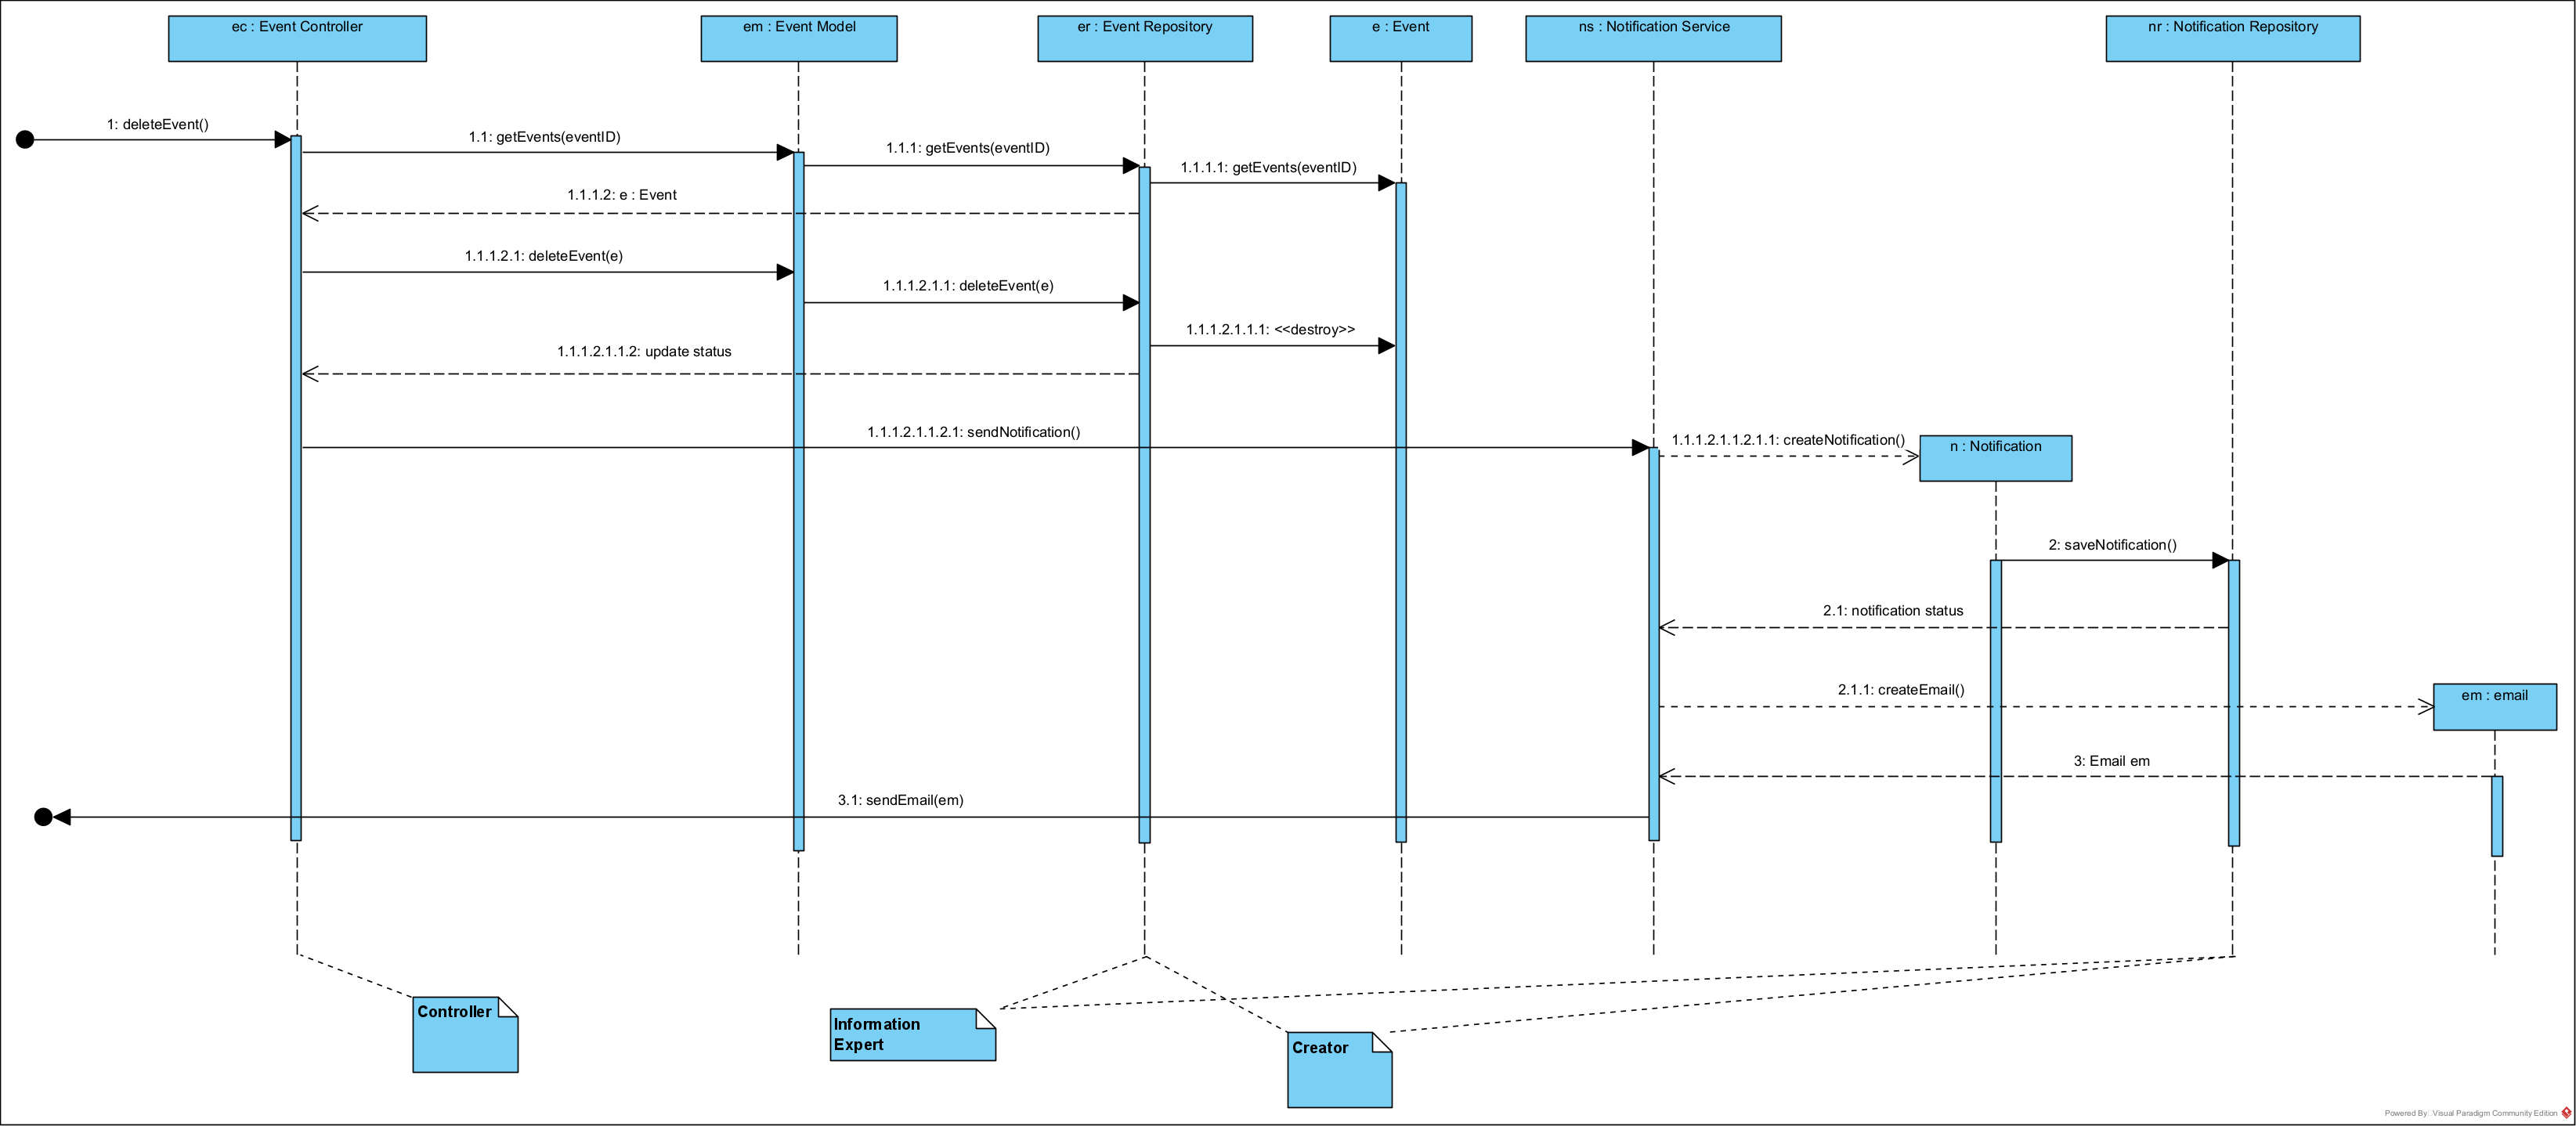 ec : Event Controller
em : Event Model
er : Event Repository
e : Event
ns : Notification Service
nr : Notification Repository
1: deleteEvent()
1.1: getEvents(eventID)
1.1.1: getEvents(eventID)
1.1.1.1: getEvents(eventID)
1.1.1.2: e : Event
1.1.1.2.1: deleteEvent(e)
1.1.1.2.1.1: deleteEvent(e)
1.1.1.2.1.1.1: <<destroy>>
1.1.1.2.1.1.2: update status
1.1.1.2.1.1.2.1: sendNotification()
1.1.1.2.1.1.2.1.1: createNotification()
n : Notification
2: saveNotification()
2.1: notification status
2.1.1: createEmail()
em : email
3: Email em
3.1: sendEmail(em)
Controller
Information
Expert
Creator
Powered By Visual Paradigm Community Edition